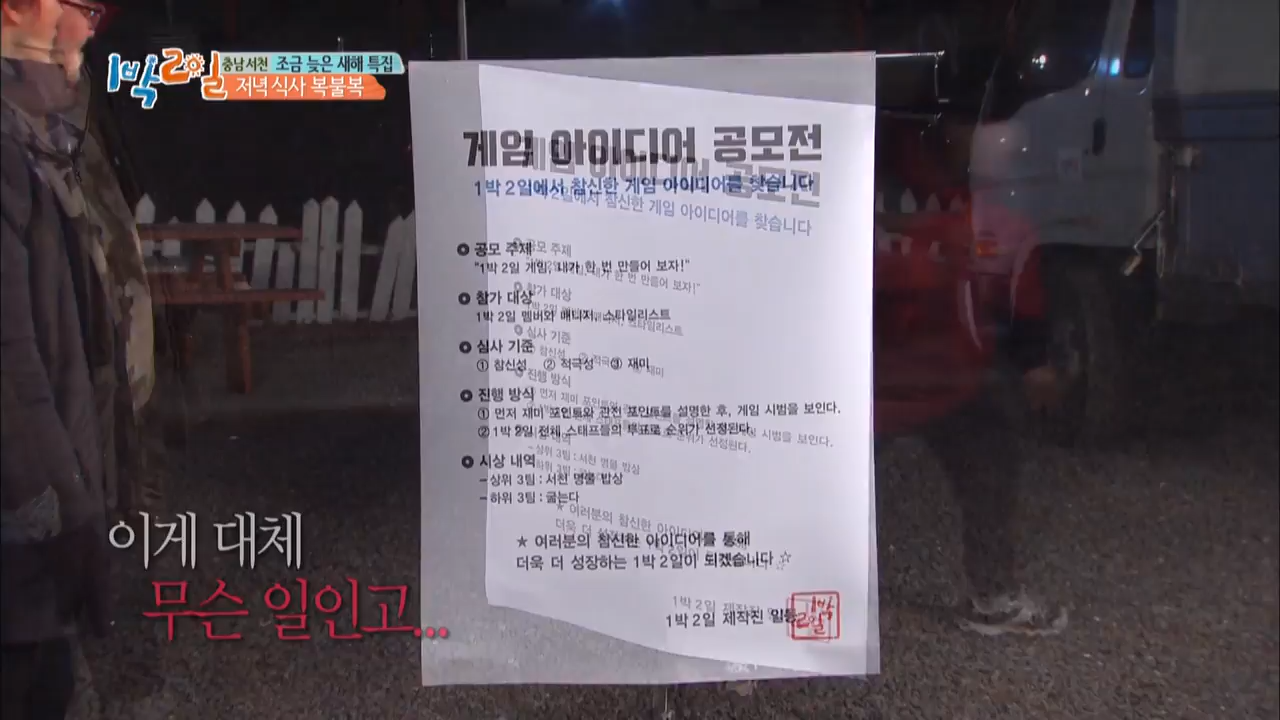 1박2일
충남 서천 조금 늦은 새해 특집
저녁 식사 복불복
게임 아이디어 공모전
1박 2일에서 참신한 게임 아이디어를 찾습니다
공모 주제
"1박 2일 게임, 내가 한 번 만들어 보자!"
참가 대상
1박 2일 멤버와 매니저, 스타일리스트
심사 기준
① 참신성 ② 적극성 ③ 재미
진행 방식
① 먼저 재미 포인트와 관전 포인트를 설명한 후, 게임 시범을 보인다.
② 1박 2일 전체 스태프들의 투표로 순위가 선정된다.
시상 내역
- 상위 3팀 : 서천 명물 밥상
- 하위 3팀 : 굶는다
★ 여러분의 참신한 아이디어를 통해
더욱 더 성장하는 1박 2일이 되겠습니다 ☆
1박 2일 제작진 일동
1박2일
이게 대체
무슨 일인고...